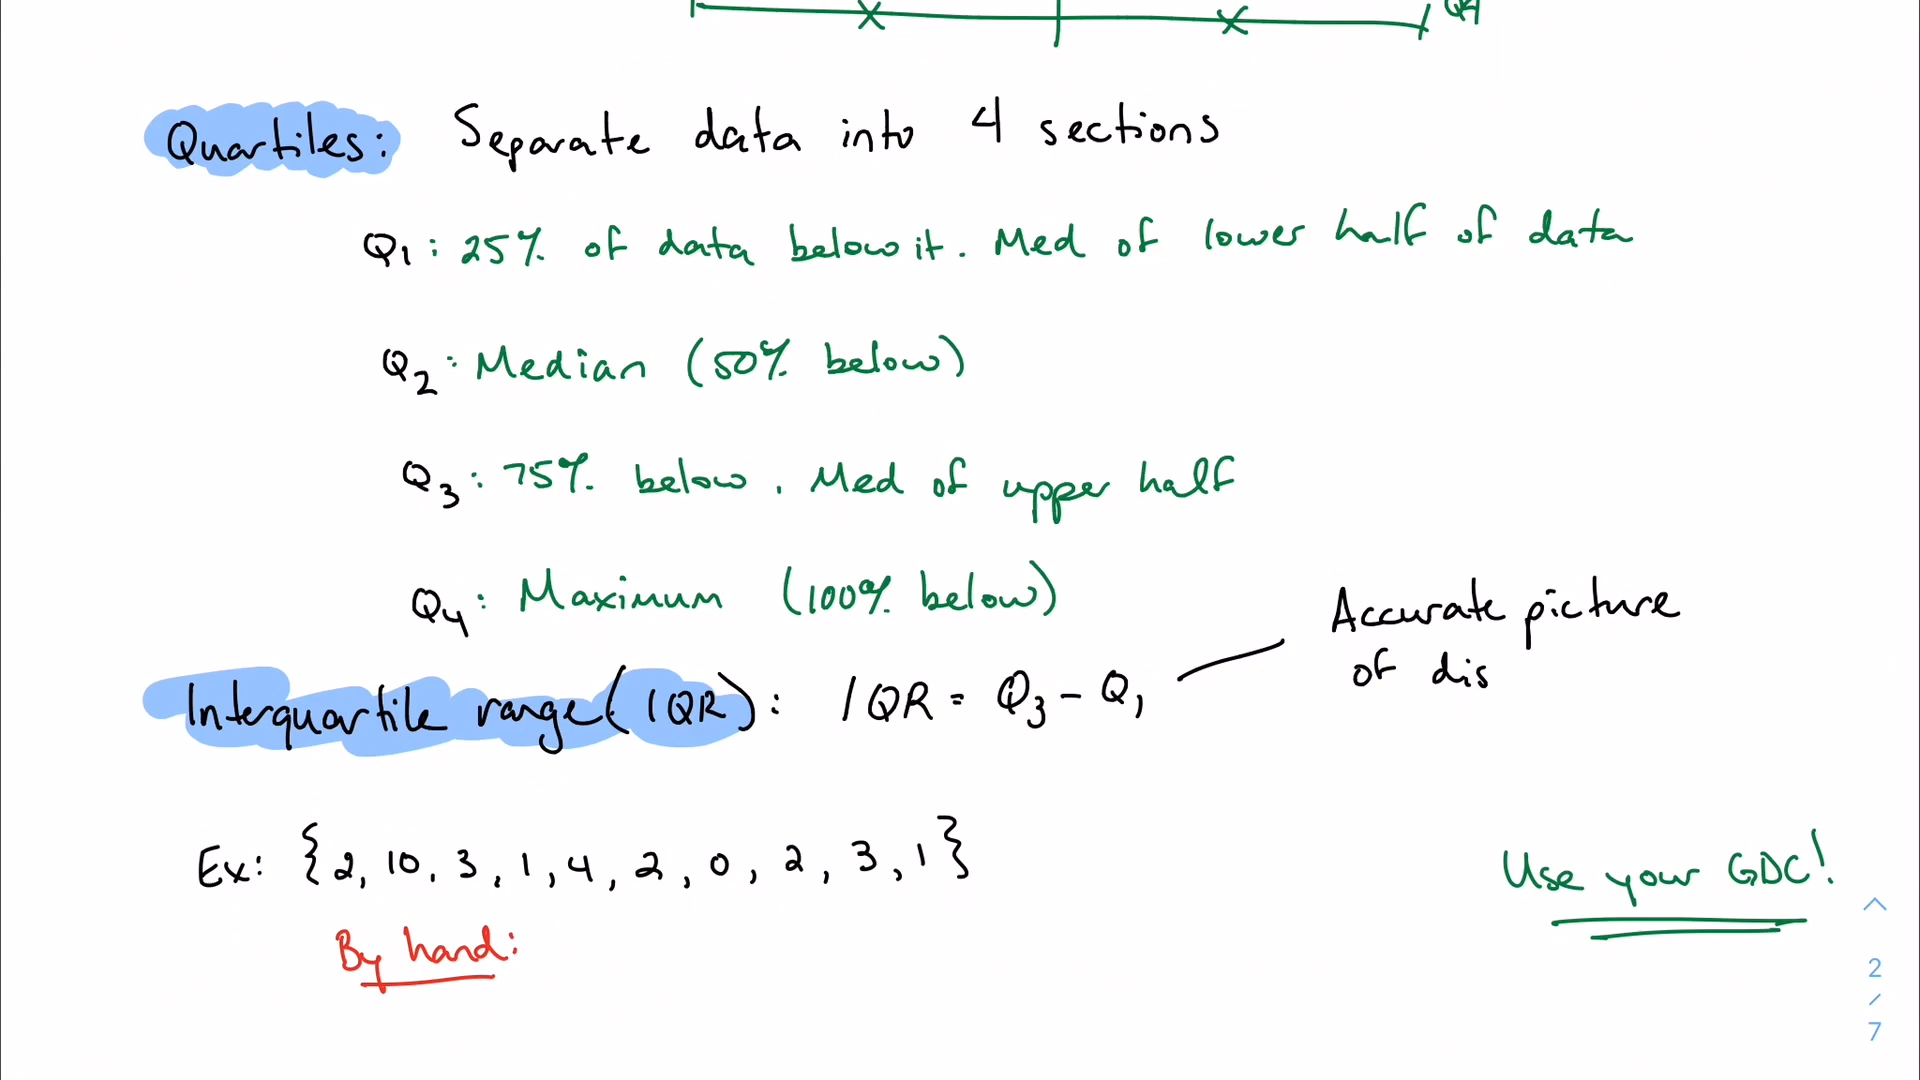 Q4
Quartiles: Separate data into 4 sections
Q1: 25% of data below it. Med of lower half of data
Q2: Median (50% below)
Q3: 75% below. Med of upper half
Q4: Maximum (100% below)
Accurate picture
of dis
Interquartile range (IQR): IQR = Q3 - Q1
Ex: {2, 10, 3, 1, 4, 2, 0, 2, 3, 1}
Use your GDC!
By hand:
2
/
7